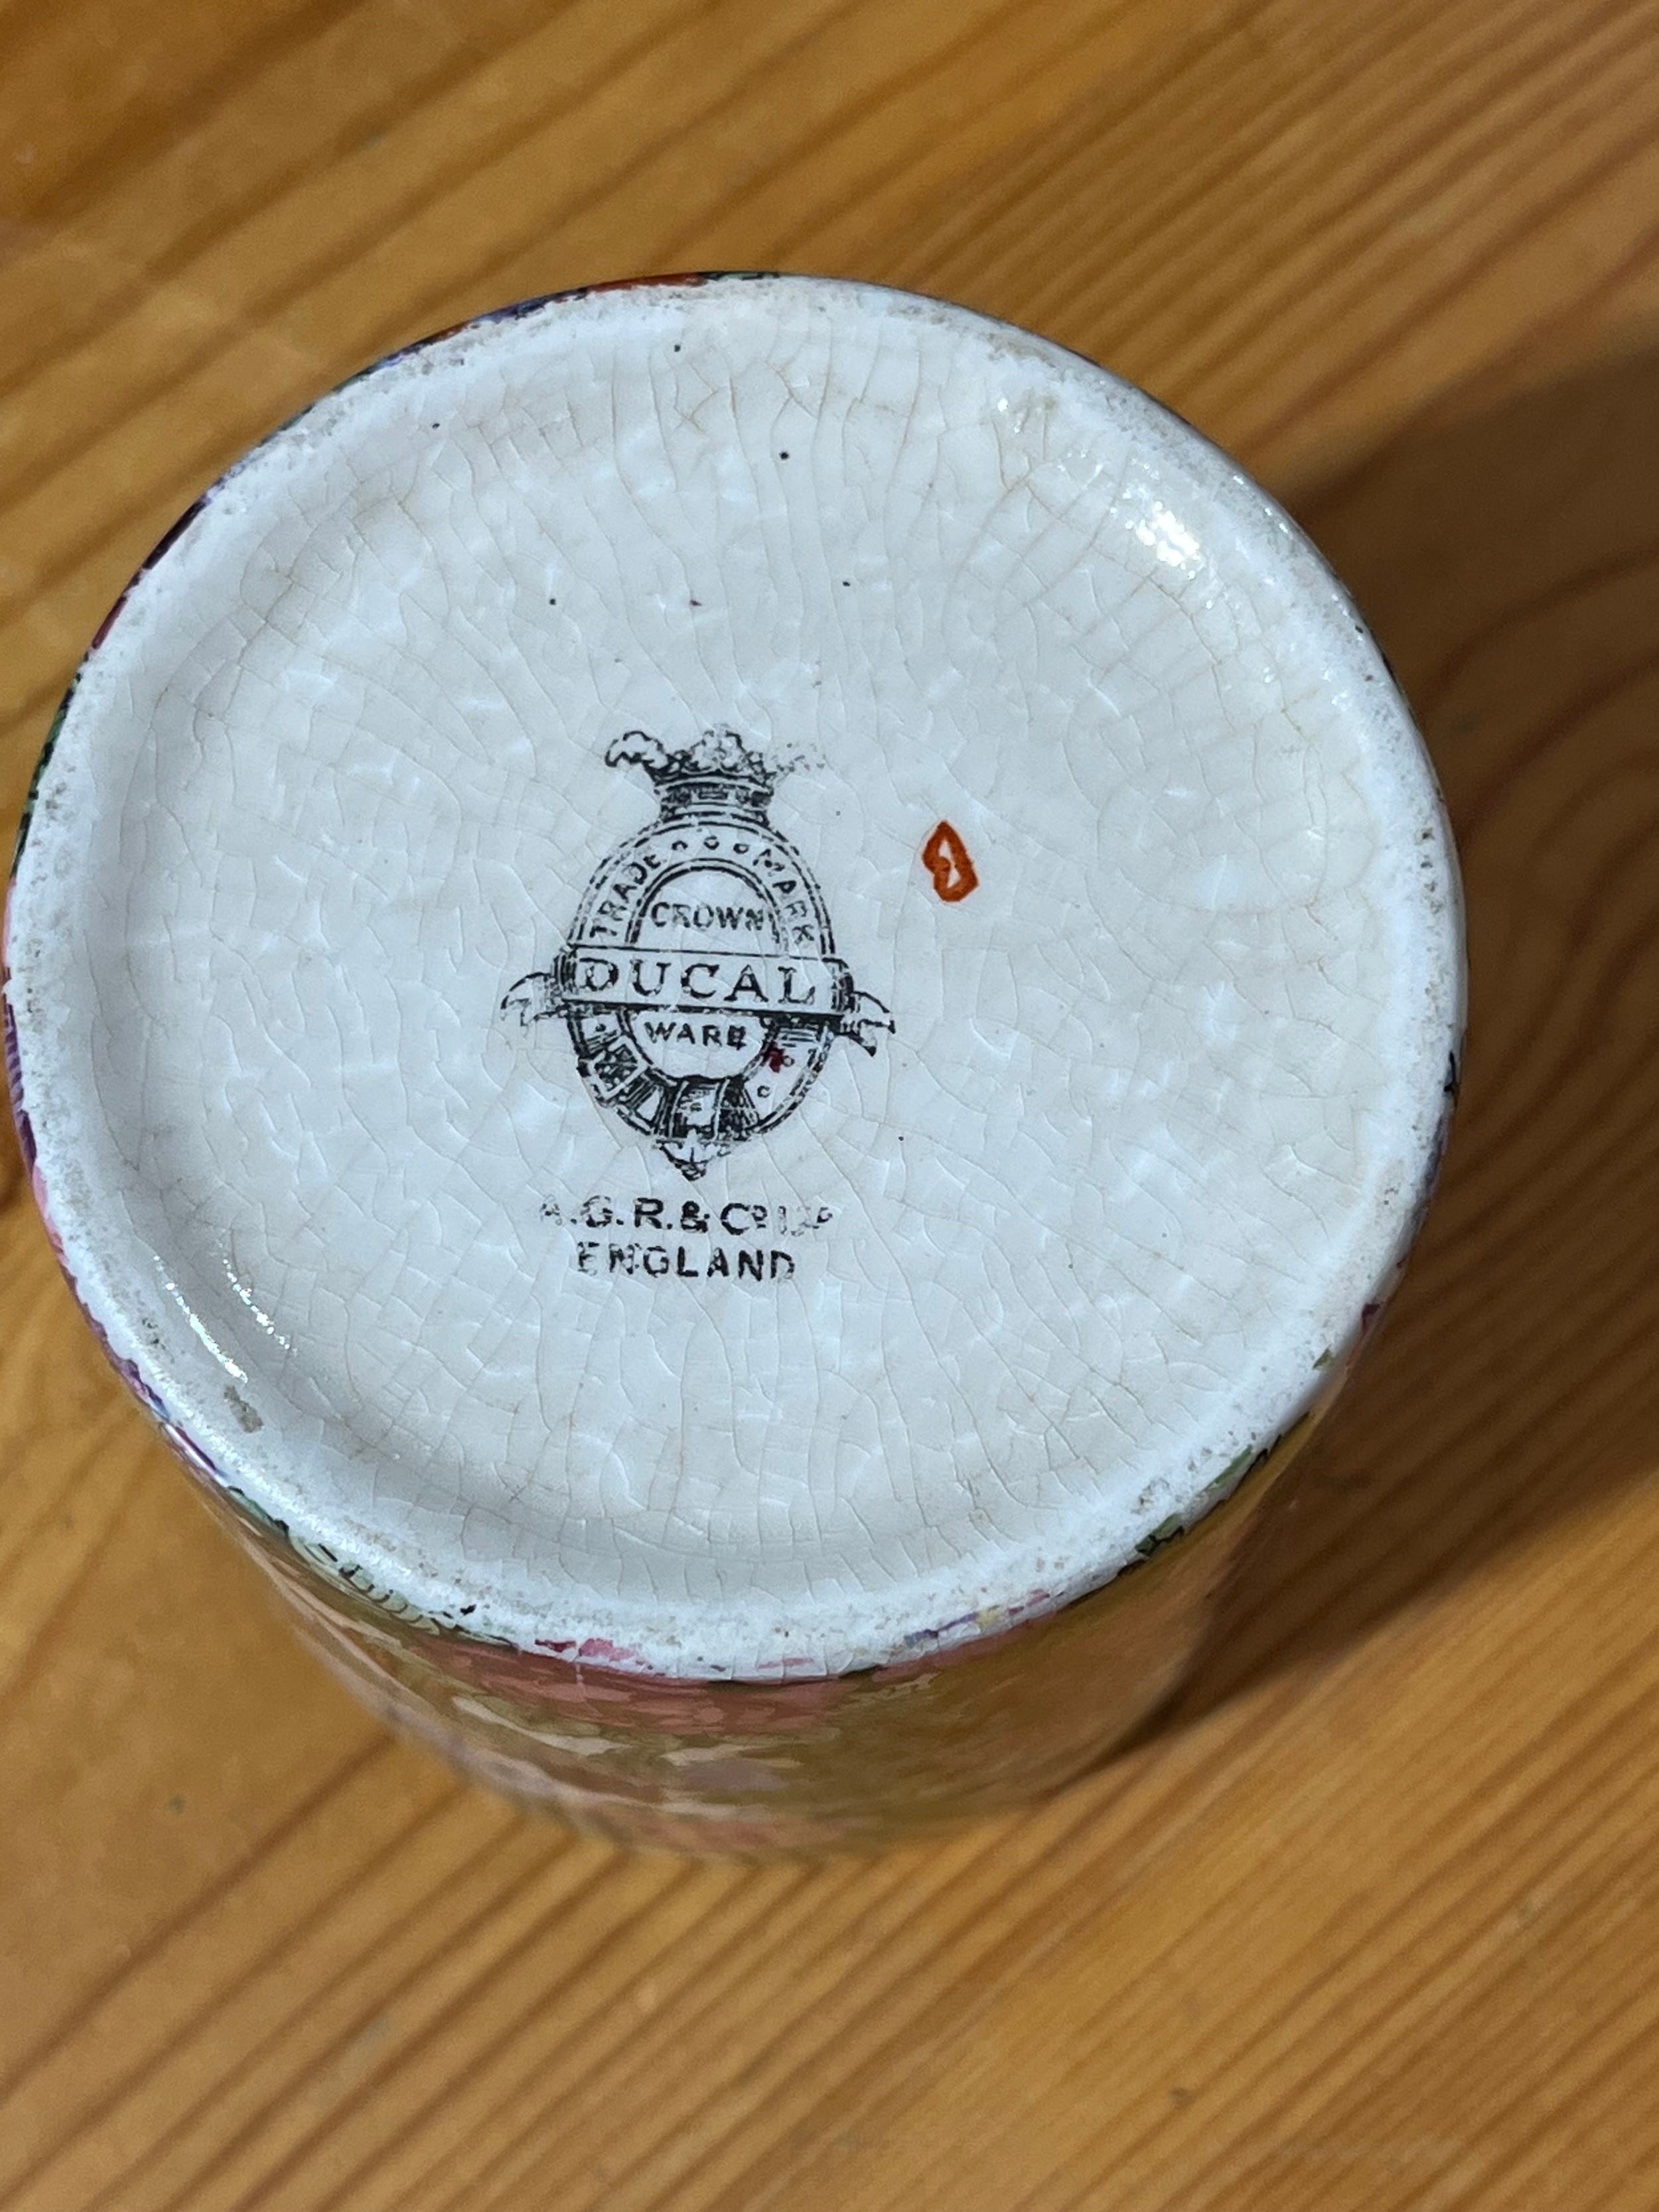 TRADE MARK
CROWN
DUCAL
WARE
A.G.R. & Co LTD
ENGLAND